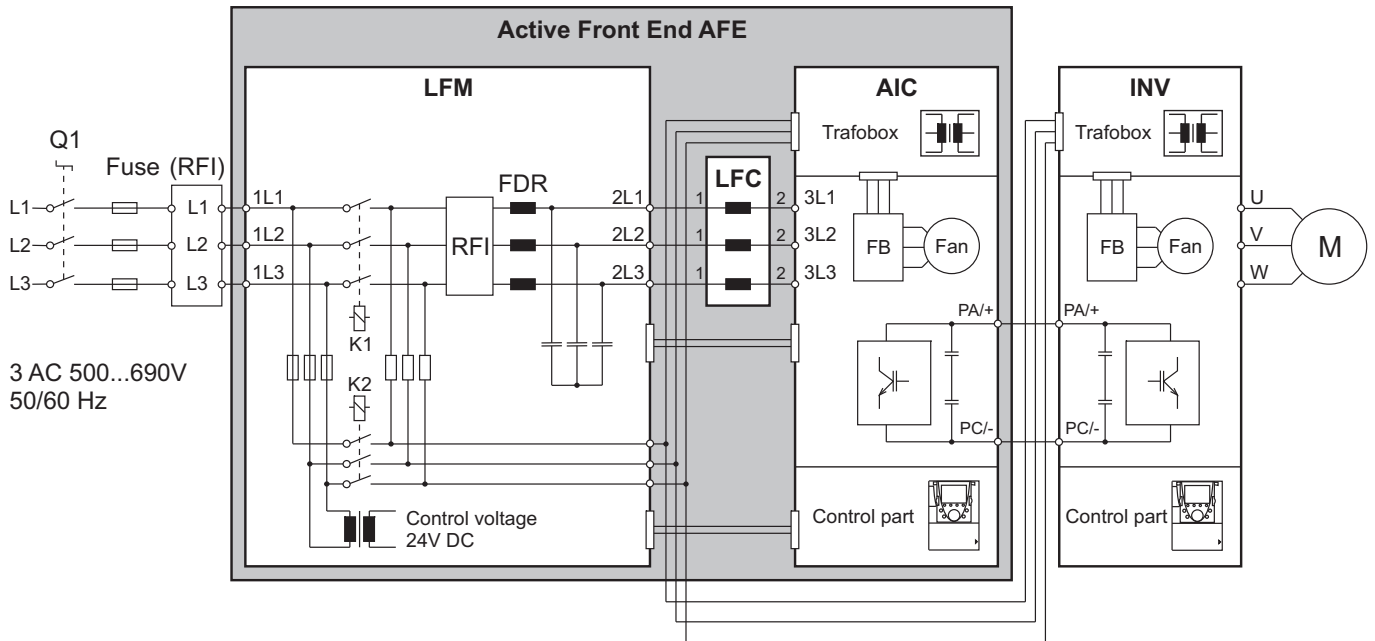 Active Front End AFE
LFM
AIC
INV
Q1
Fuse (RFI)
Trafobox
Trafobox
FDR
LFC
L1
L1
1L1
2L1
1
2
3L1
U
L2
L2
1L2
RFI
2L2
1
2
3L2
FB
Fan
FB
Fan
V
M
L3
L3
1L3
2L3
1
2
3L3
W
PA/+
PA/+
K1
3 AC 500...690V
50/60 Hz
K2
PC/-
PC/-
Control voltage
24V DC
Control part
Control part